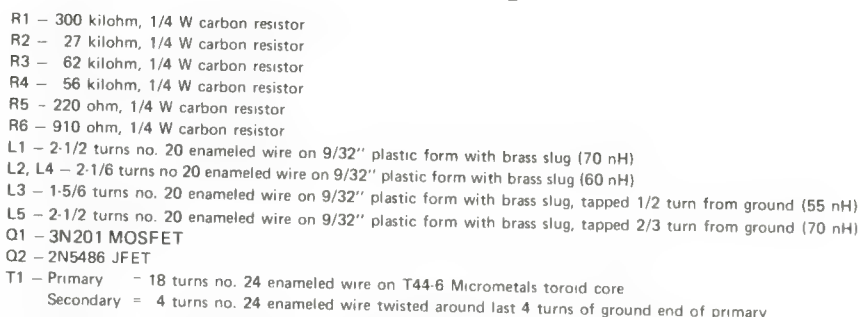 R1 – 300 kilohm, 1/4 W carbon resistor
R2 – 27 kilohm, 1/4 W carbon resistor
R3 – 62 kilohm, 1/4 W carbon resistor
R4 – 56 kilohm, 1/4 W carbon resistor
R5 - 220 ohm, 1/4 W carbon resistor
R6 – 910 ohm, 1/4 W carbon resistor
L1 – 2-1/2 turns no. 20 enameled wire on 9/32'' plastic form with brass slug (70 nH)
L2, L4 – 2-1/6 turns no 20 enameled wire on 9/32'' plastic form with brass slug (60 nH)
L3 – 1-5/6 turns no. 20 enameled wire on 9/32'' plastic form with brass slug, tapped 1/2 turn from ground (55 nH)
L5 – 2-1/2 turns no. 20 enameled wire on 9/32'' plastic form with brass slug, tapped 2/3 turn from ground (70 nH)
Q1 – 3N201 MOSFET
Q2 – 2N5486 JFET
T1 – Primary - 18 turns no. 24 enameled wire on T44-6 Micrometals toroid core
Secondary = 4 turns no. 24 enameled wire twisted around last 4 turns of ground end of primary